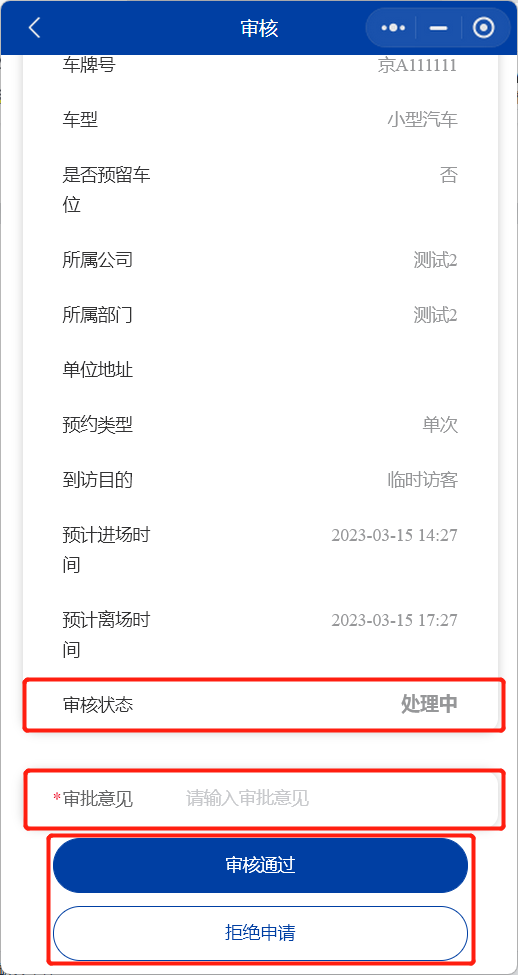 审核
车牌号 京A111111
车型 小型汽车
是否预留车 否
位
所属公司 测试2
所属部门 测试2
单位地址
预约类型 单次
到访目的 临时访客
预计进场时 2023-03-15 14:27
间
预计离场时 2023-03-15 17:27
间
审核状态 处理中
*审批意见 请输入审批意见
审核通过
拒绝申请